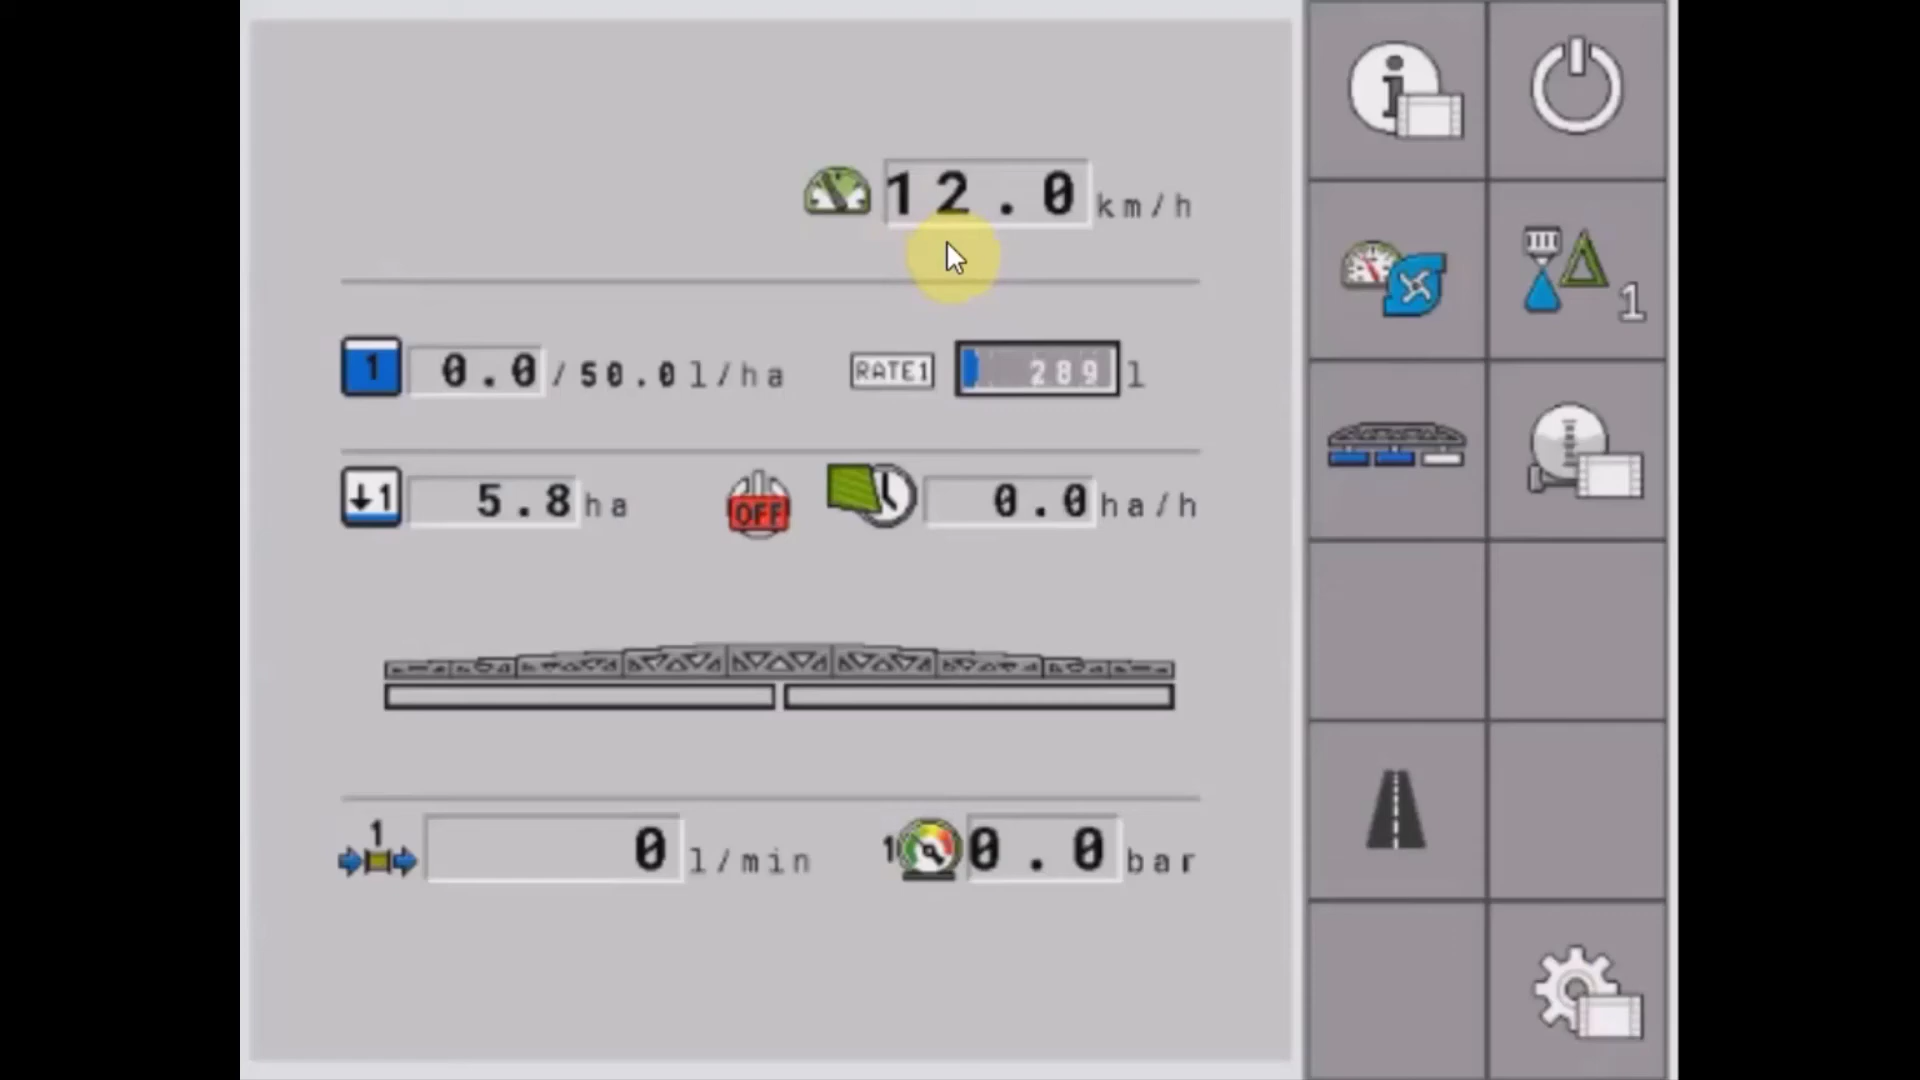 12.0 km/h
1 0.0 / 50.0 l/ha RATE1 289 l
1 5.8 ha OFF 0.0 ha/h
1 0 l/min 1 0.0 bar
i
1